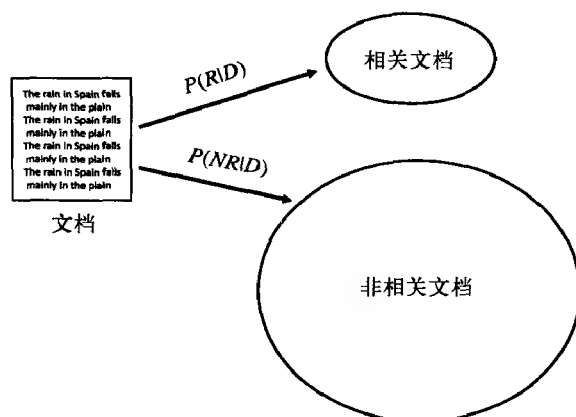 相关文档
P(R|D)
The rain in Spain falls
mainly in the plain
The rain in Spain falls
mainly in the plain
The rain in Spain falls
mainly in the plain
The rain in Spain falls
mainly in the plain
P(NR|D)
文档
非相关文档